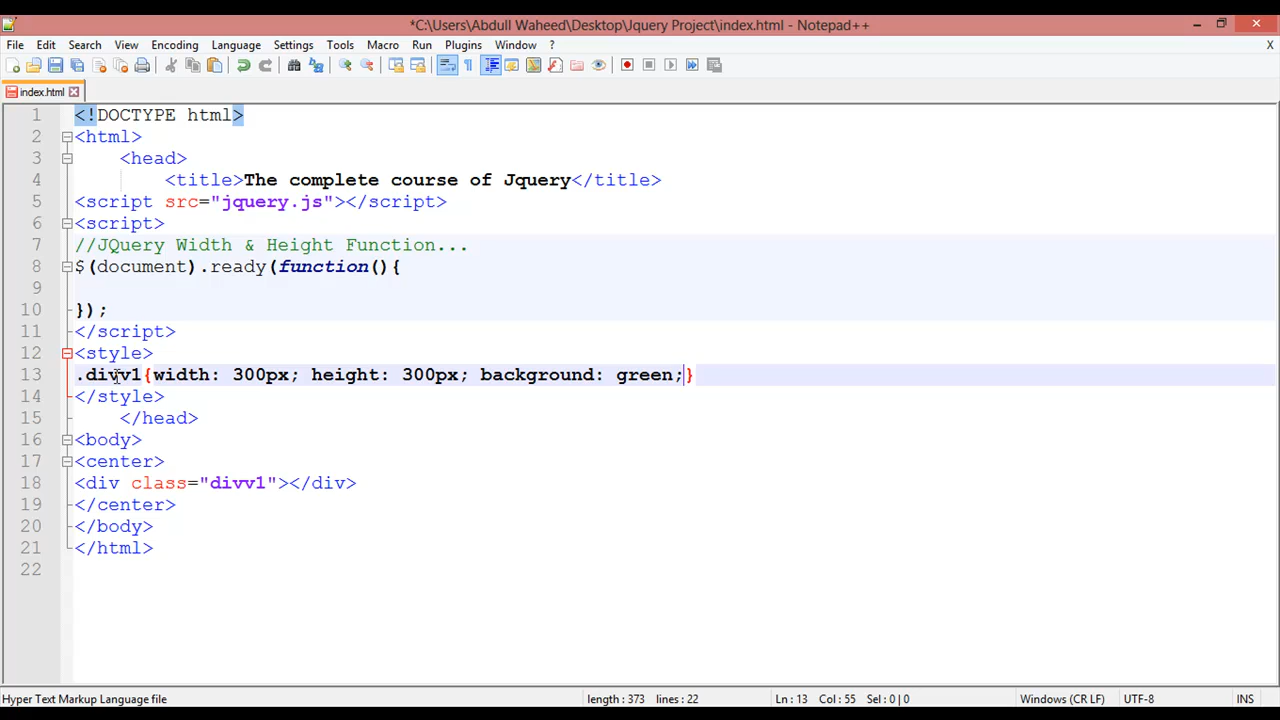 *C:\Users\Abdull Waheed\Desktop\Jquery Project\index.html - Notepad++
File Edit Search View Encoding Language Settings Tools Macro Run Plugins Window ? X
index.html
1 <!DOCTYPE html>
2 <html>
3 <head>
4 <title>The complete course of Jquery</title>
5 <script src="jquery.js"></script>
6 <script>
7 //JQuery Width & Height Function...
8 $(document).ready(function(){
9
10 });
11 </script>
12 <style>
13 .divv1{width: 300px; height: 300px; background: green;}
14 </style>
15 </head>
16 <body>
17 <center>
18 <div class="divv1"></div>
19 </center>
20 </body>
21 </html>
22
Hyper Text Markup Language file length : 373 lines : 22 Ln : 13 Col : 55 Sel : 0 | 0 Windows (CR LF) UTF-8 INS